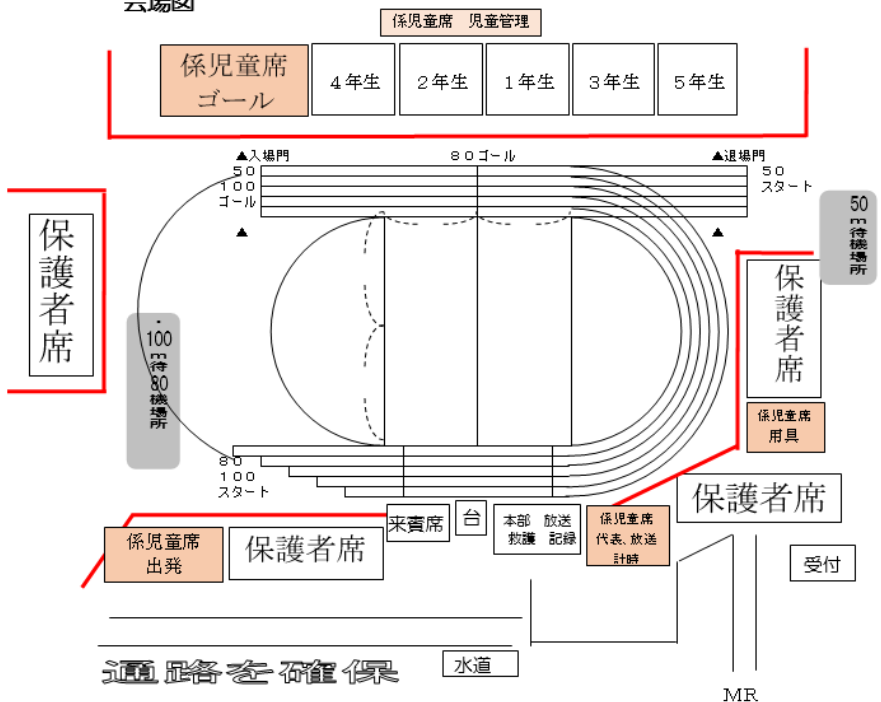 会場図
係児童席 児童管理
係児童席
ゴール
4年生
2年生
1年生
3年生
5年生
▲入場門
80ゴール
▲退場門
50
100
ゴール
50
スタート
▲
▲
50m待機場所
保護者席
保護者席
・100m待80機場所
係児童席
用具
80
100
スタート
保護者席
来賓席
台
本部 放送
救護 記録
係児童席
代表、放送
計時
係児童席
出発
保護者席
受付
通路を確保
水道
MR